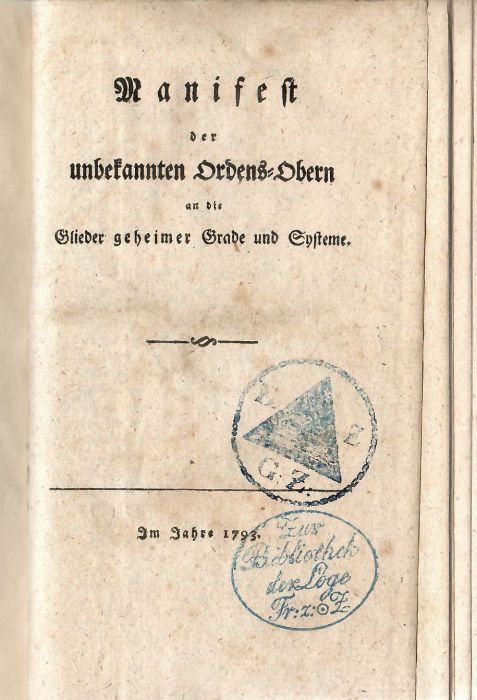 Manifest
der
unbekannten Ordens-Obern
an die
Glieder geheimer Grade und Systeme.
Z
G. Z.
Im Jahre 1793.
Zur
Bibliothek
der Loge
Fr: z: ⊙ Z